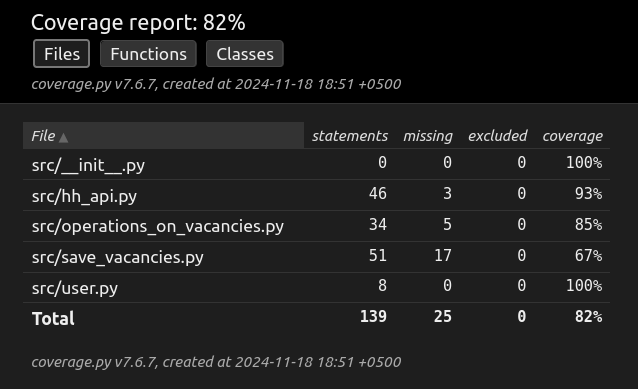 Coverage report: 82%
Files Functions Classes
coverage.py v7.6.7, created at 2024-11-18 18:51 +0500
File ▲ statements missing excluded coverage
src/__init__.py 0 0 0 100%
src/hh_api.py 46 3 0 93%
src/operations_on_vacancies.py 34 5 0 85%
src/save_vacancies.py 51 17 0 67%
src/user.py 8 0 0 100%
Total 139 25 0 82%
coverage.py v7.6.7, created at 2024-11-18 18:51 +0500